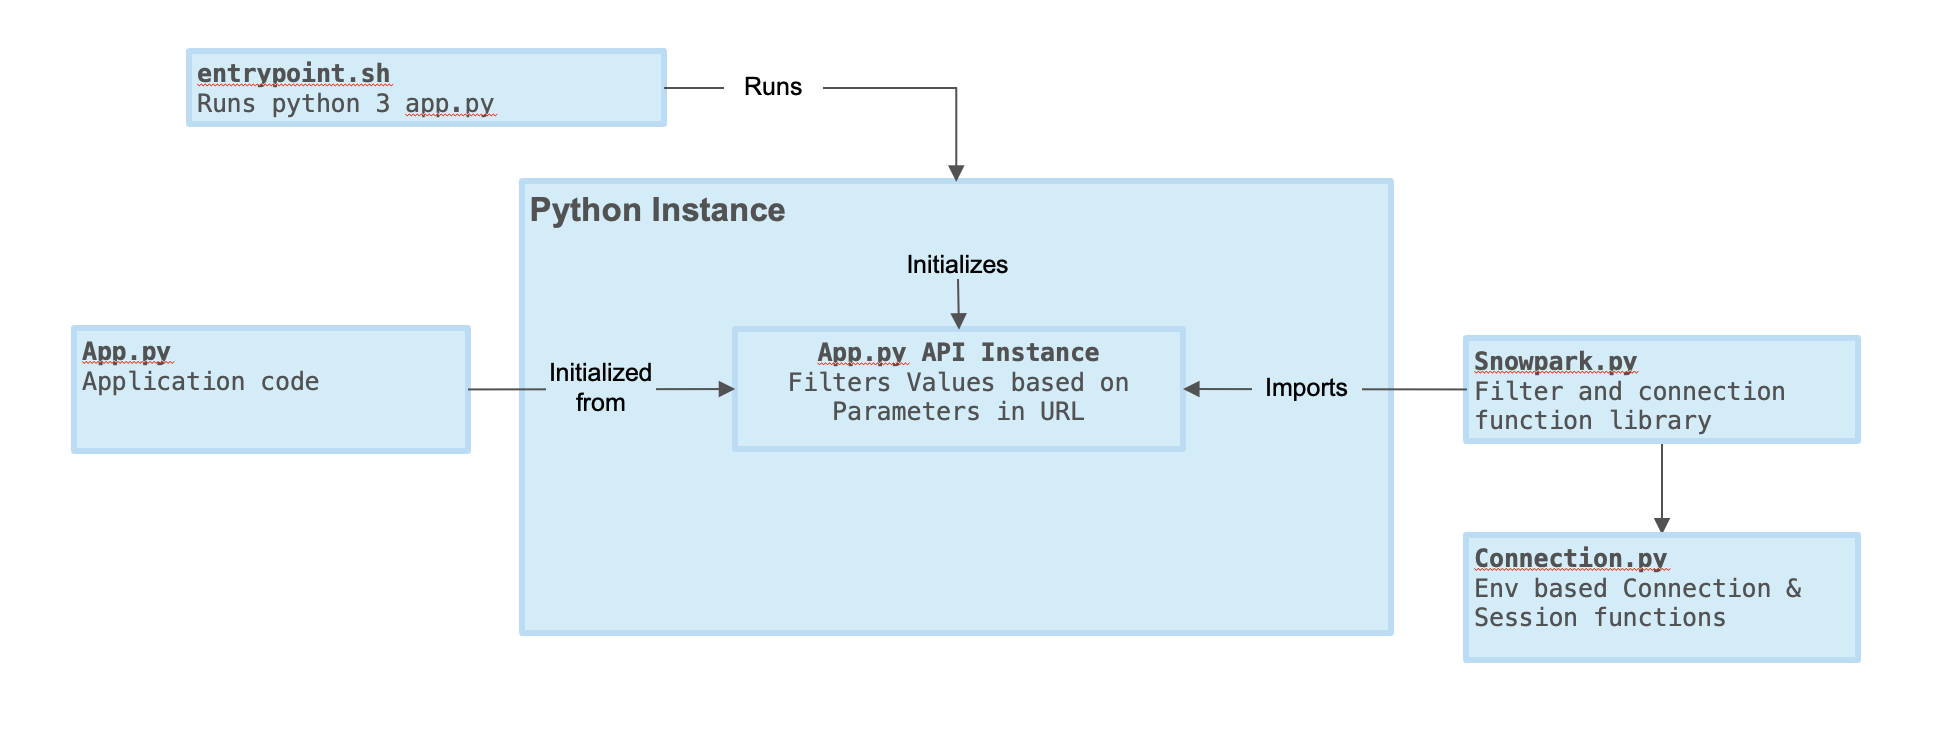 entrypoint.sh
Runs python 3 app.py
Runs
Python Instance
Initializes
App.py
Application code
Initialized
from
App.py API Instance
Filters Values based on
Parameters in URL
Imports
Snowpark.py
Filter and connection
function library
Connection.py
Env based Connection &
Session functions